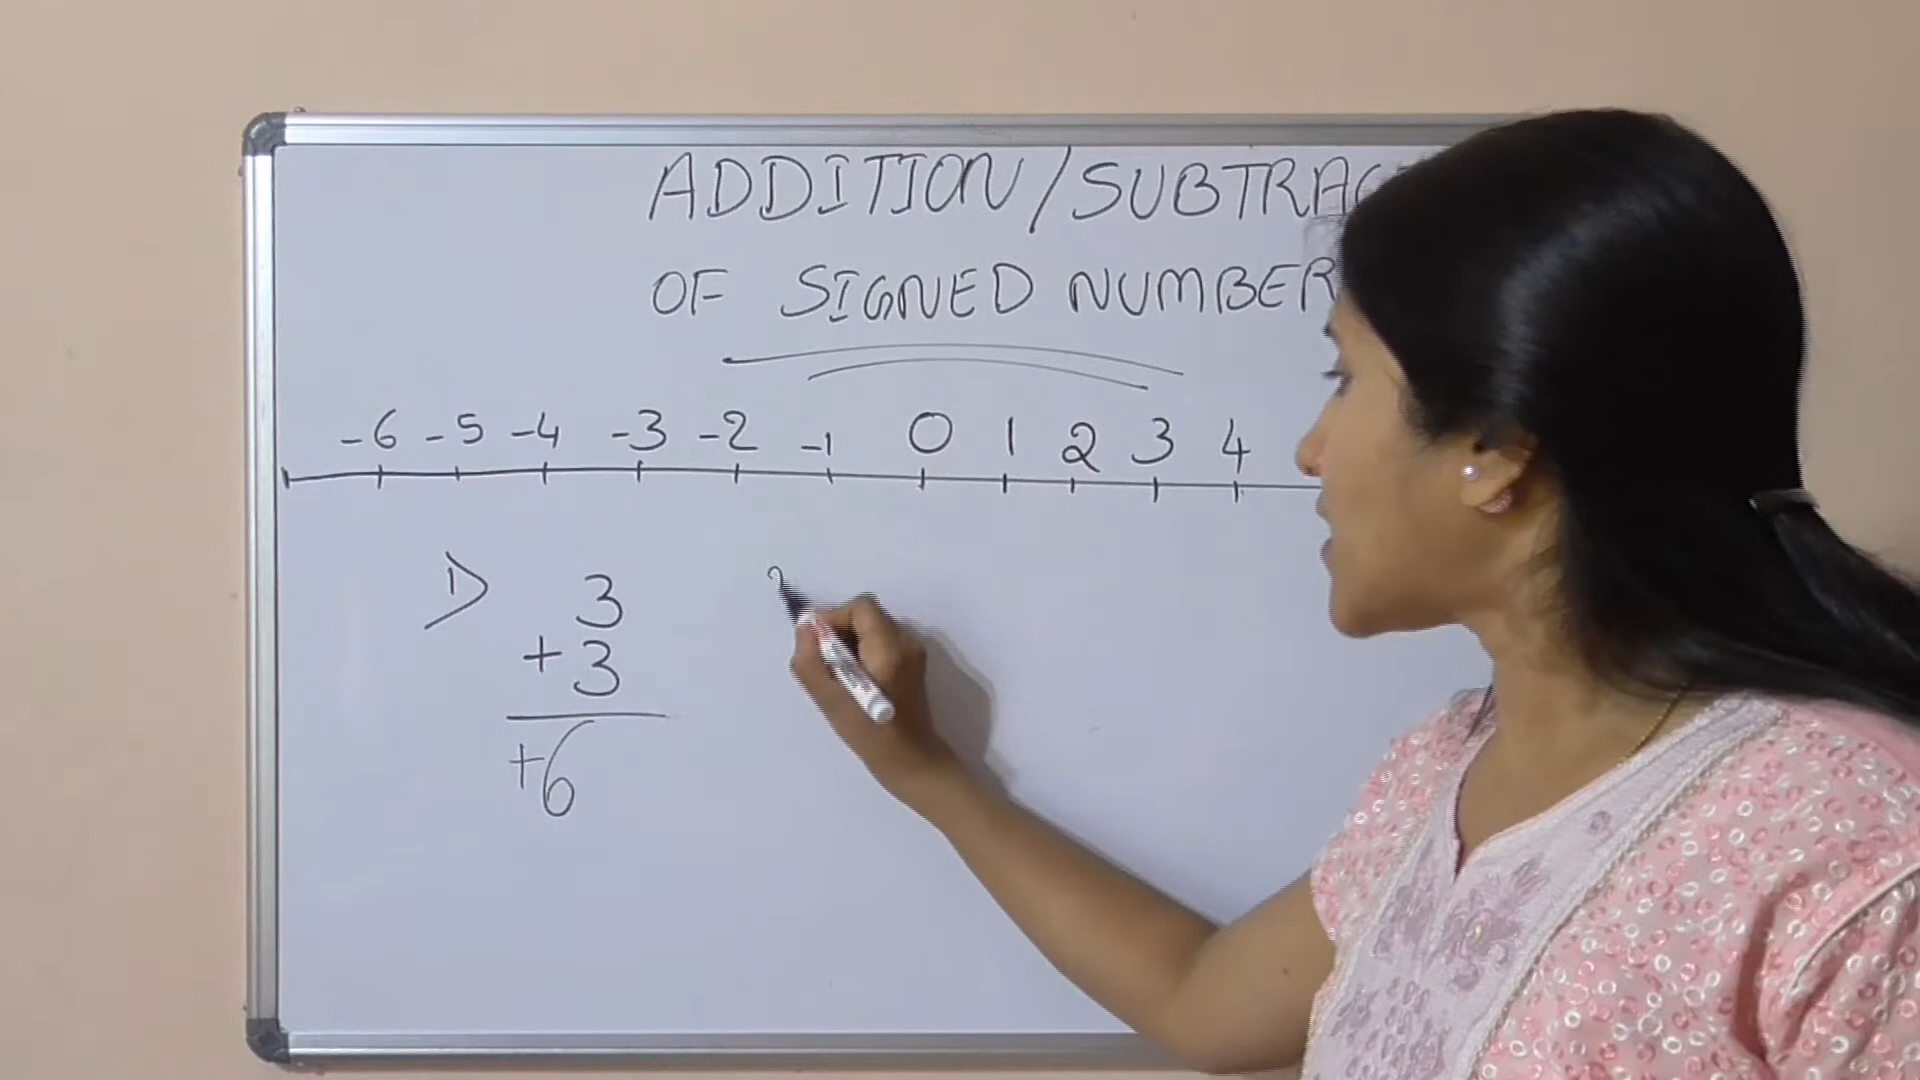 ADDITION/SUBTRAC
OF SIGNED NUMBER
-6 -5 -4 -3 -2 -1 0 1 2 3 4
1) 3
+3
+6